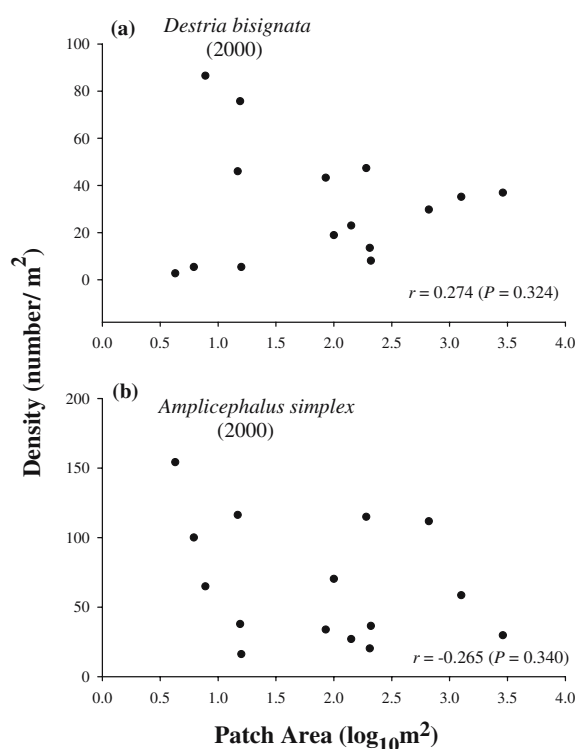 (a) Destria bisignata
(2000)
100
80
60
40
20
0
r = 0.274 (P = 0.324)
0.0 0.5 1.0 1.5 2.0 2.5 3.0 3.5 4.0
Density (number/ m²)
(b) Amplicephalus simplex
(2000)
200
150
100
50
0
r = -0.265 (P = 0.340)
0.0 0.5 1.0 1.5 2.0 2.5 3.0 3.5 4.0
Patch Area (log₁₀m²)